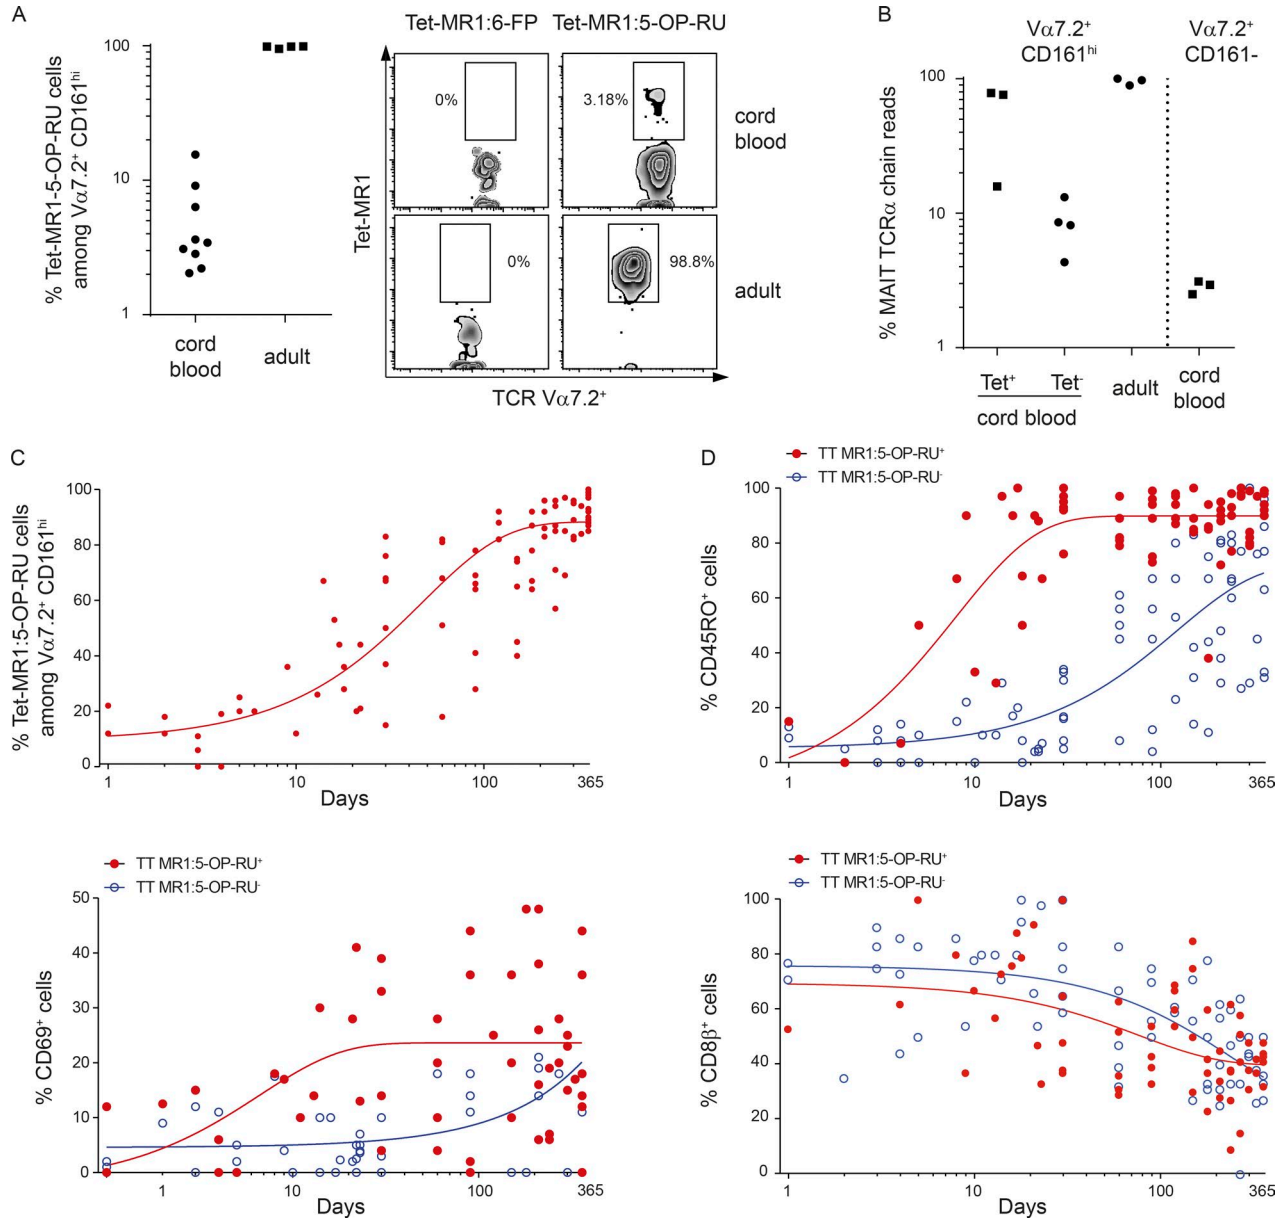 A
% Tet-MR1-5-OP-RU cells
among Vα7.2⁺ CD161ʰⁱ
100
10
1
cord
blood
adult
Tet-MR1:6-FP
Tet-MR1:5-OP-RU
0%
3.18%
cord
blood
0%
98.8%
adult
Tet-MR1
TCR Vα7.2⁺
B
Vα7.2⁺
CD161ʰⁱ
Vα7.2⁺
CD161-
% MAIT TCRα chain reads
100
10
1
Tet⁺
Tet⁻
cord blood
adult
cord
blood
C
% Tet-MR1:5-OP-RU cells
among Vα7.2⁺ CD161ʰⁱ
100
80
60
40
20
0
1
10
100
365
Days
D
TT MR1:5-OP-RU⁺
TT MR1:5-OP-RU⁻
% CD45RO⁺ cells
100
80
60
40
20
0
1
10
100
365
Days
TT MR1:5-OP-RU⁺
TT MR1:5-OP-RU⁻
% CD69⁺ cells
50
40
30
20
10
0
1
10
100
365
Days
TT MR1:5-OP-RU⁺
TT MR1:5-OP-RU⁻
% CD8β⁺ cells
100
80
60
40
20
0
1
10
100
365
Days